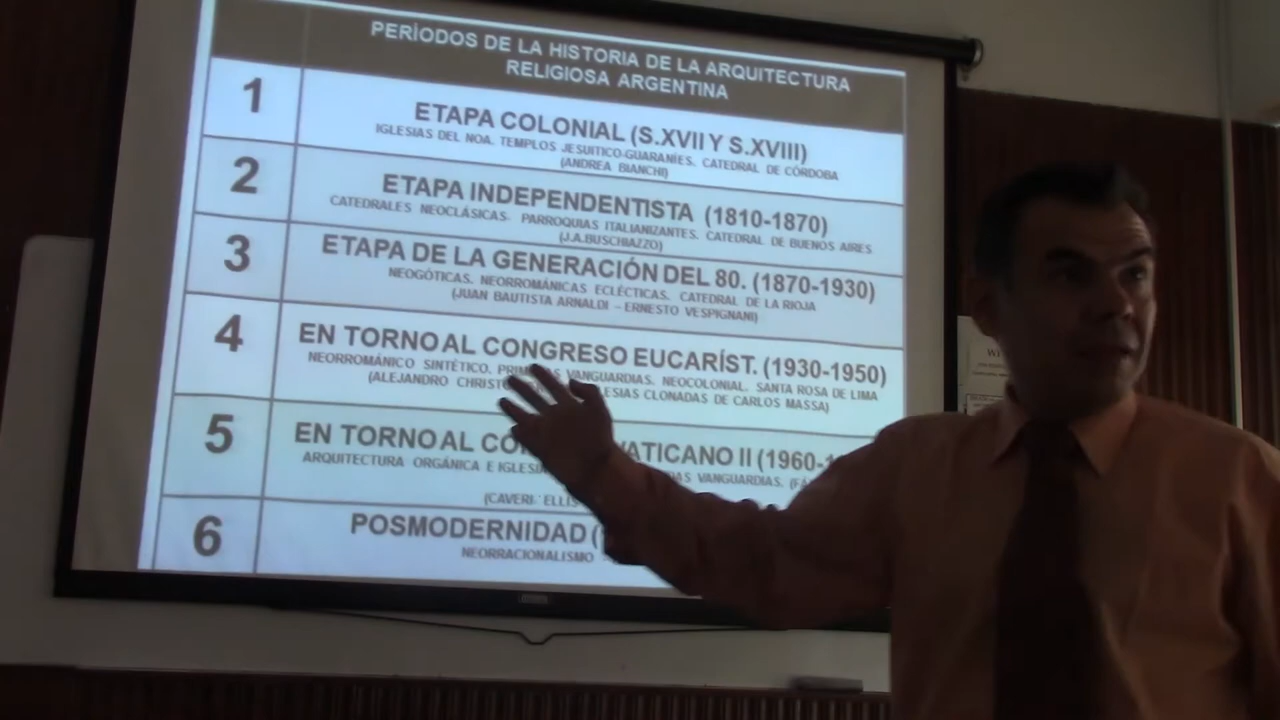 PERÍODOS DE LA HISTORIA DE LA ARQUITECTURA
RELIGIOSA ARGENTINA
1
ETAPA COLONIAL (S.XVII Y S.XVIII)
IGLESIAS DEL NOA. TEMPLOS JESUITICO-GUARANÍES. CATEDRAL DE CÓRDOBA
(ANDREA BIANCHI)
2
ETAPA INDEPENDENTISTA (1810-1870)
CATEDRALES NEOCLÁSICAS- PARROQUIAS ITALIANIZANTES. CATEDRAL DE BUENOS AIRES
(J.A.BUSCHIAZZO)
3
ETAPA DE LA GENERACIÓN DEL 80. (1870-1930)
NEOGÓTICAS. NEORROMÁNICAS ECLÉCTICAS. CATEDRAL DE LA RIOJA
(JUAN BAUTISTA ARNALDI – ERNESTO VESPIGNANI)
4
EN TORNO AL CONGRESO EUCARÍST. (1930-1950)
NEORROMÁNICO SINTÉTICO. VANGUARDIAS. NEOCOLONIAL. SANTA ROSA DE LIMA
(ALEJANDRO CLONADAS DE CARLOS MASSA)
5
EN TORNO AL VATICANO II
ARQUITECTURA ORGÁNICA E VANGUARDIAS.
6
POSMODERNIDAD
NEORRACIONALISMO